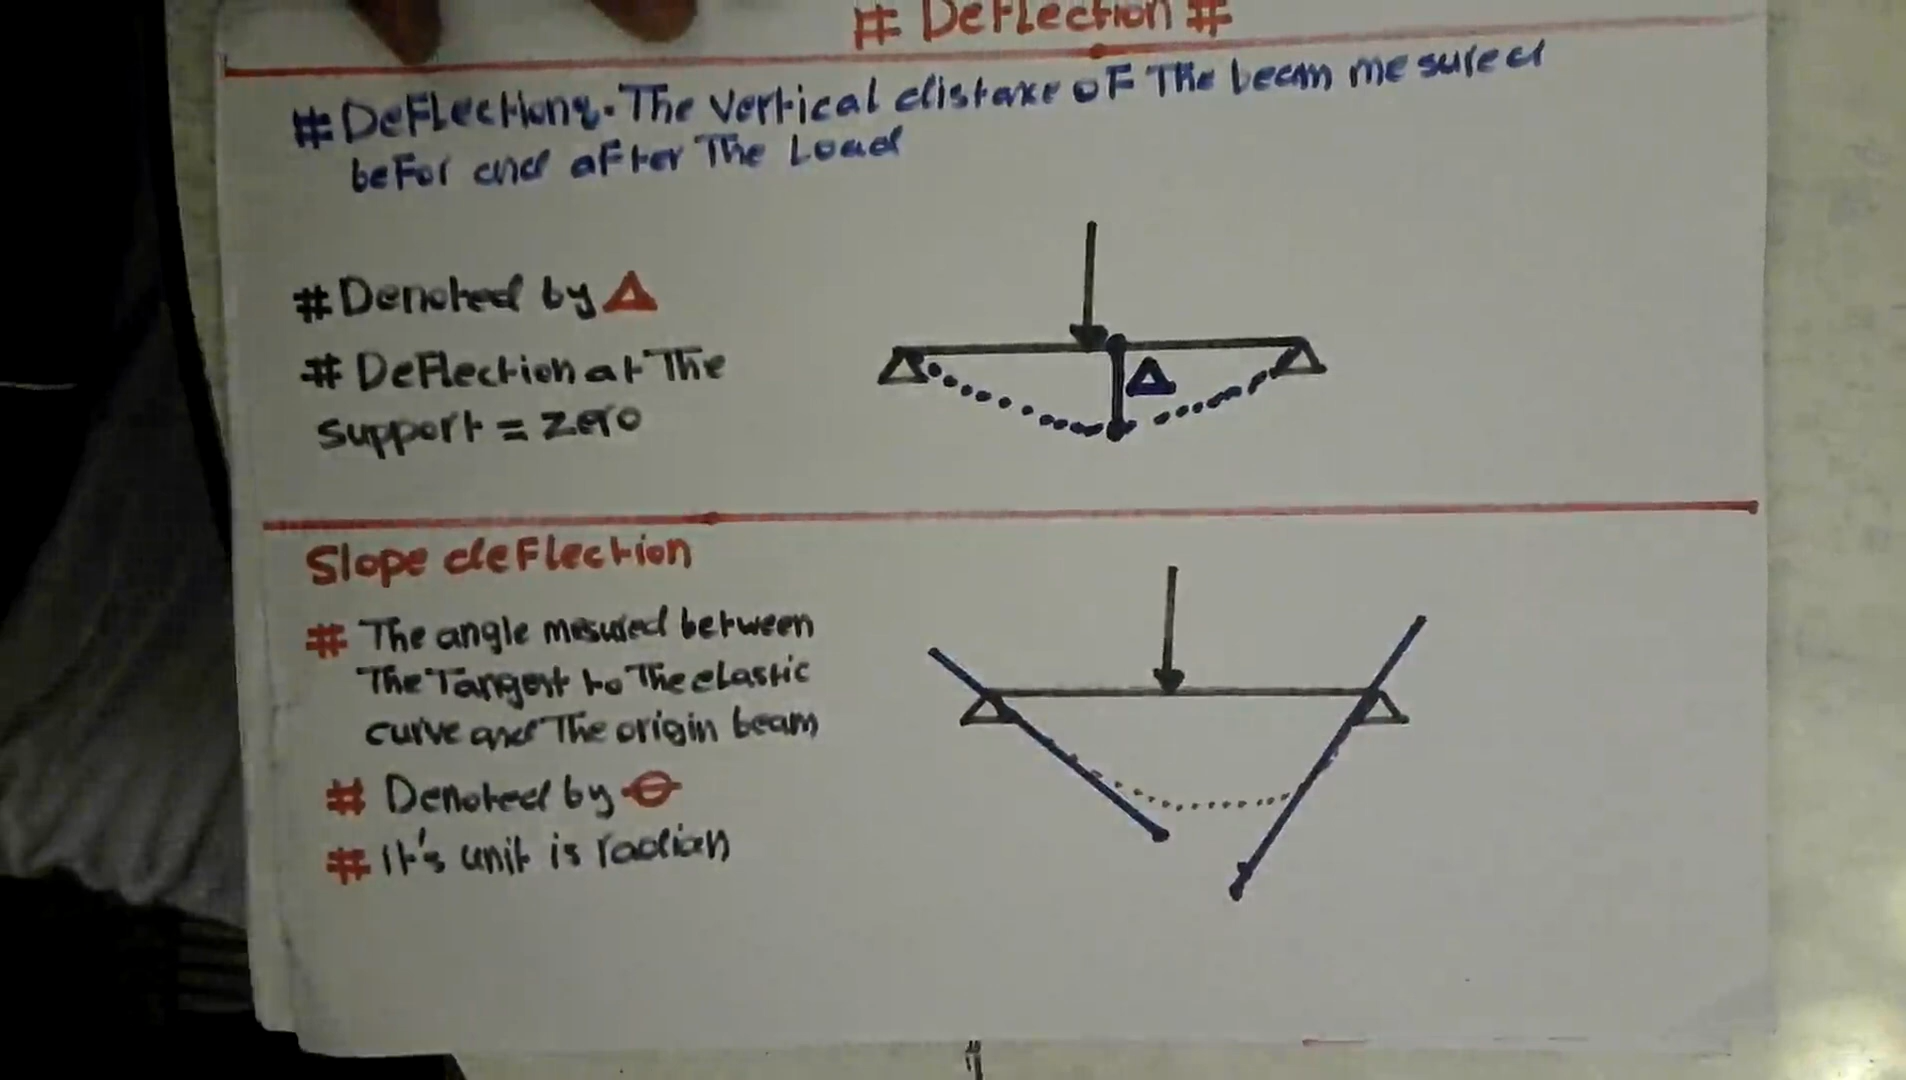 # Deflection #
# Deflection:- The vertical distance of The beam mesured
befor and after The Load
# Denoted by Δ
# Deflection at The
support = zero
Δ
Slope deflection
# The angle mesured between
The Tangent to The elastic
curve and The origin beam
# Denoted by θ
# It's unit is radian